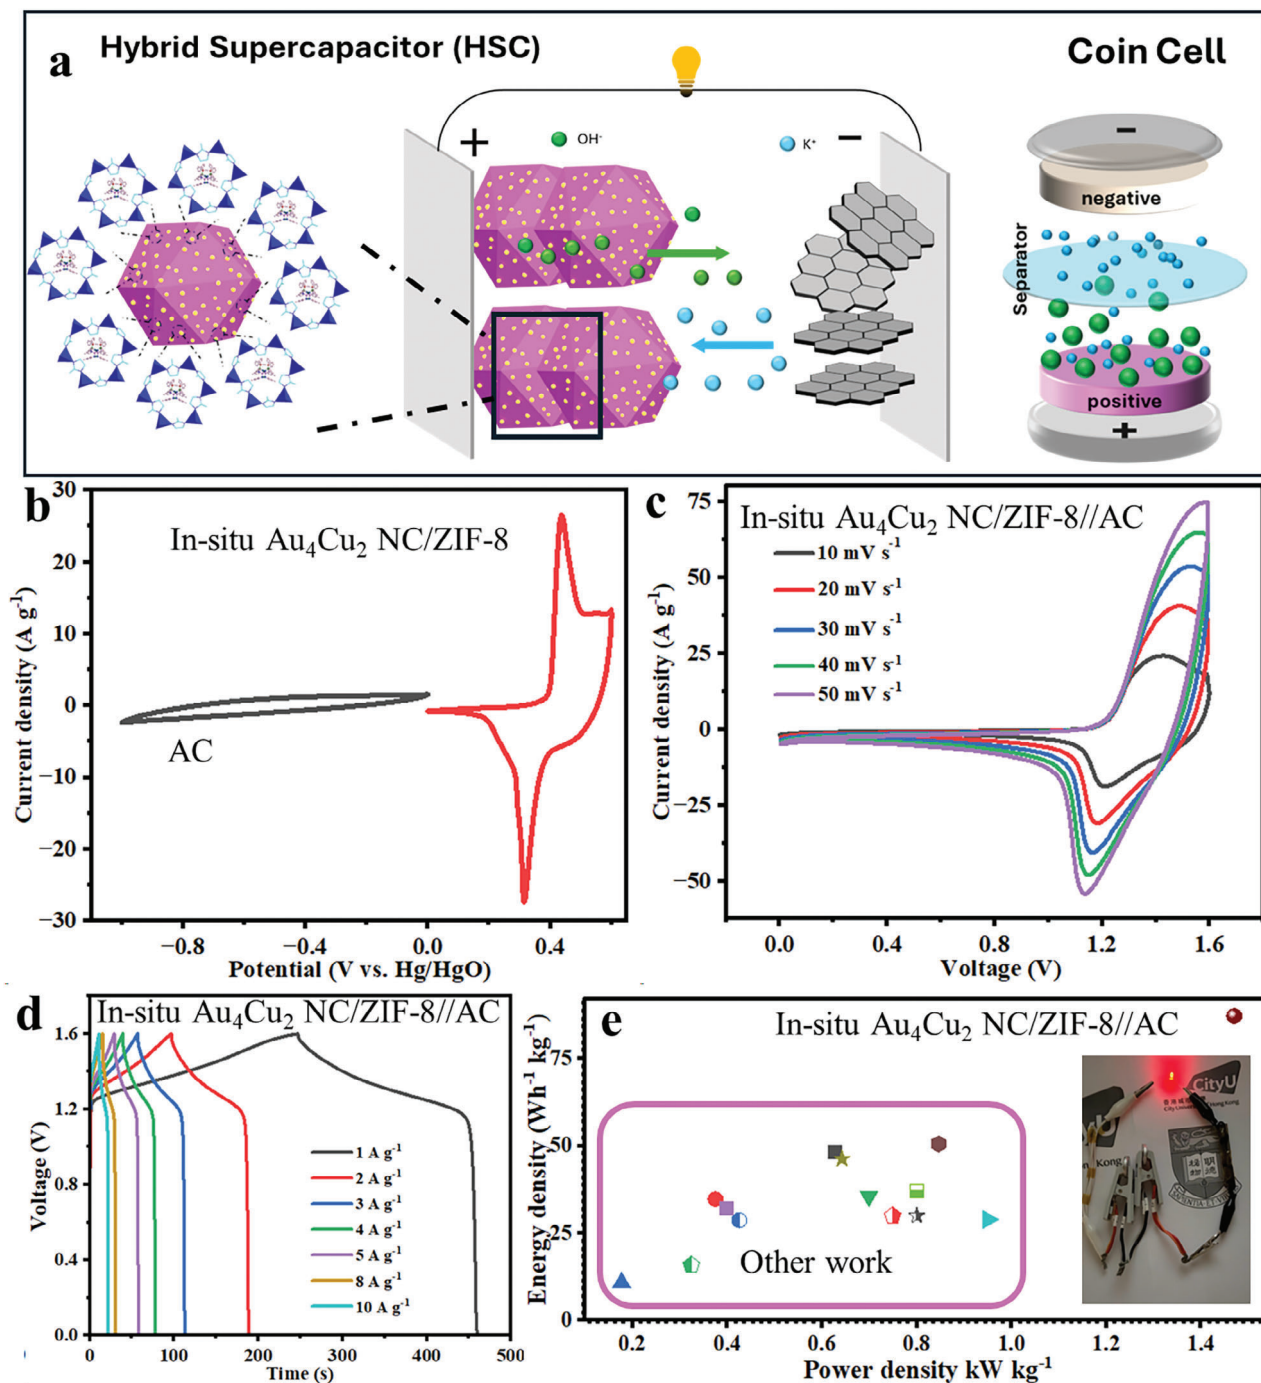 a
Hybrid Supercapacitor (HSC)
Coin Cell
+
OH-
K+
−
−
negative
Separator
positive
+
b
In-situ Au4Cu2 NC/ZIF-8
AC
Current density (A g-1)
30
20
10
0
−10
−20
−30
−0.8
−0.4
0.0
0.4
Potential (V vs. Hg/HgO)
c
In-situ Au4Cu2 NC/ZIF-8//AC
10 mV s-1
20 mV s-1
30 mV s-1
40 mV s-1
50 mV s-1
Current density (A g-1)
75
50
25
0
−25
−50
0.0
0.4
0.8
1.2
1.6
Voltage (V)
d
In-situ Au4Cu2 NC/ZIF-8//AC
Voltage (V)
1.6
1.2
0.8
0.4
0.0
1 A g-1
2 A g-1
3 A g-1
4 A g-1
5 A g-1
8 A g-1
10 A g-1
0
100
200
300
400
500
Time (s)
e
In-situ Au4Cu2 NC/ZIF-8//AC
Energy density (Wh-1 kg-1)
75
50
25
0
Other work
CityU
0.2
0.4
0.6
0.8
1.0
1.2
1.4
Power density kW kg-1